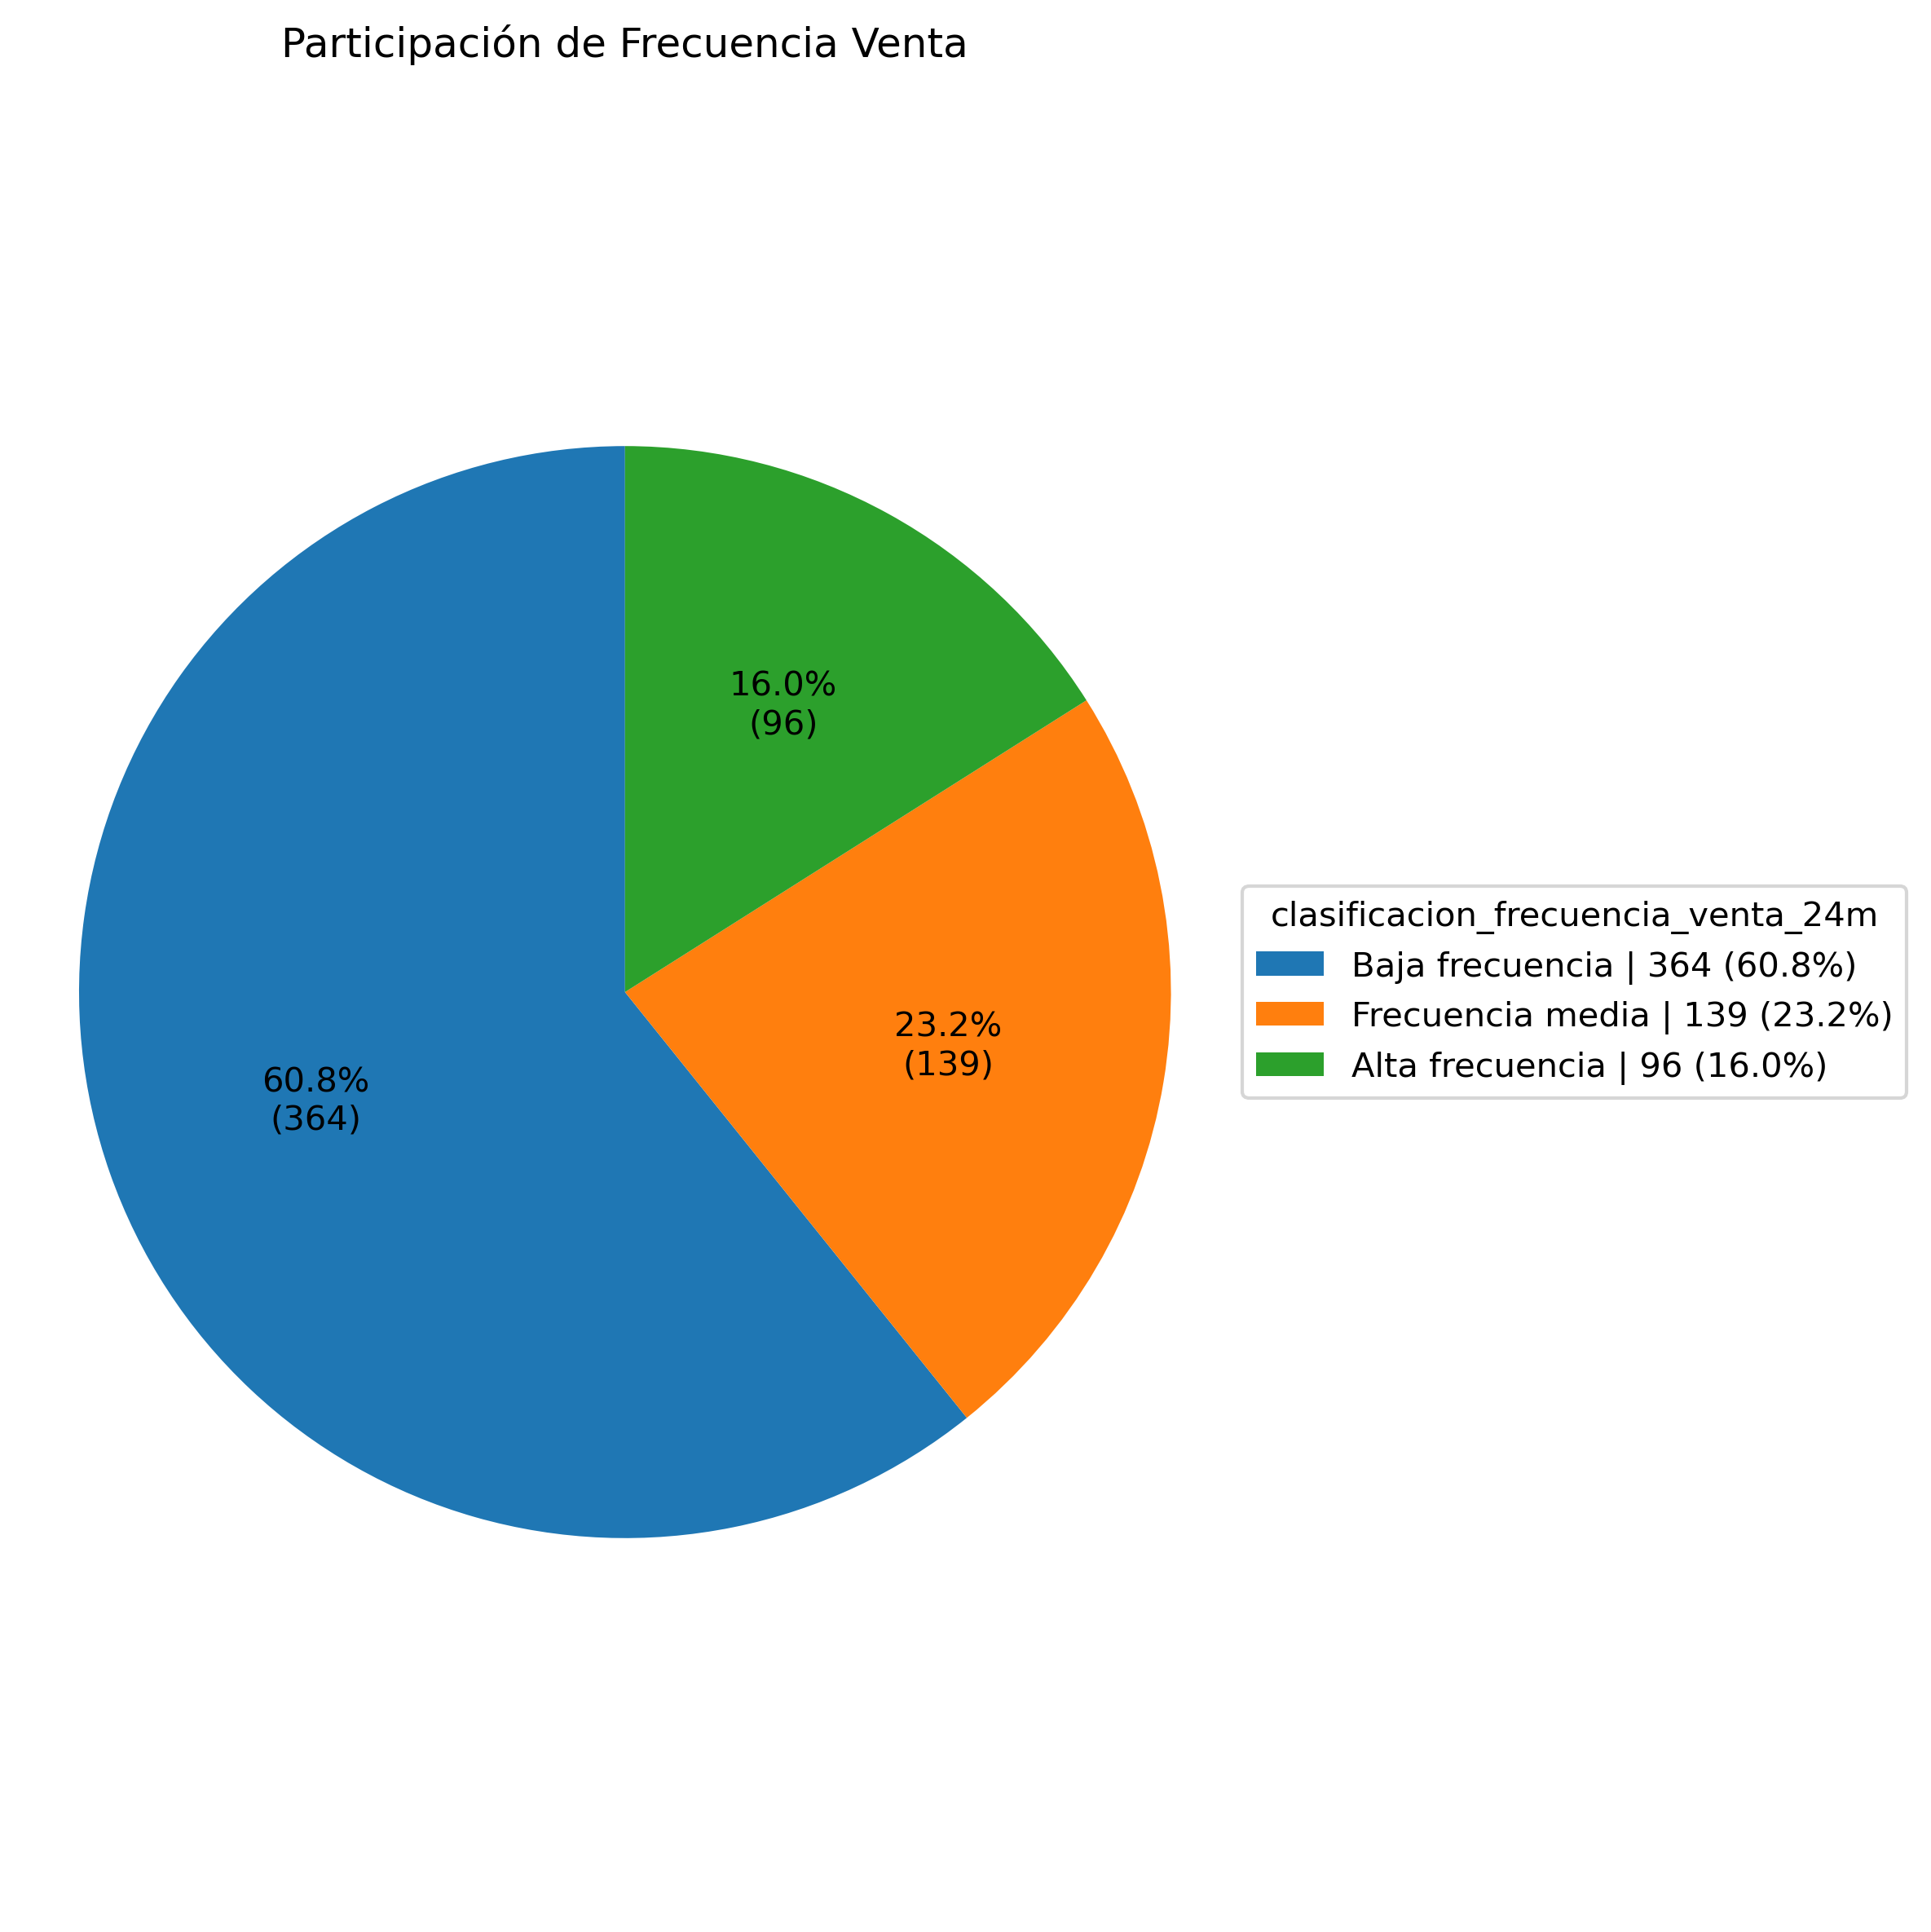 Participación de Frecuencia Venta
16.0%
(96)
23.2%
(139)
60.8%
(364)
clasificacion_frecuencia_venta_24m
Baja frecuencia | 364 (60.8%)
Frecuencia media | 139 (23.2%)
Alta frecuencia | 96 (16.0%)